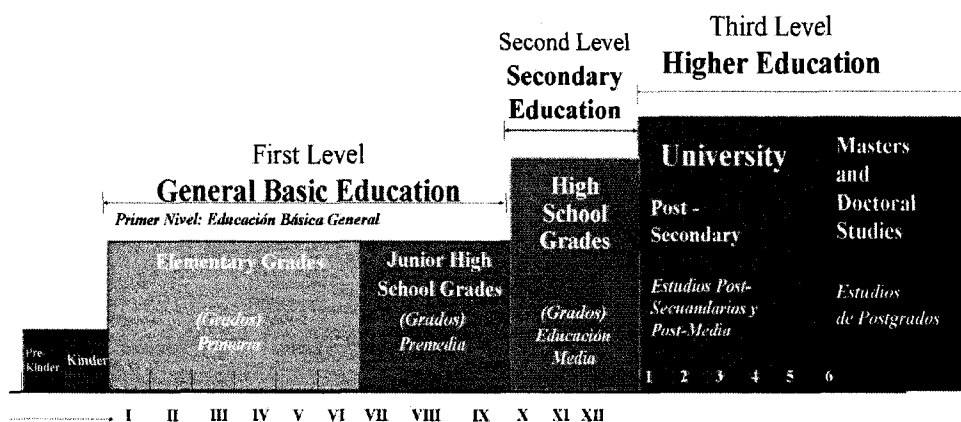 Third Level
Higher Education
Second Level
Secondary
Education
First Level
General Basic Education
Primer Nivel: Educación Básica General
Pre-
Kinder
Kinder
Elementary Grades
(Grados)
Primaria
Junior High
School Grades
(Grados)
Premedia
High
School
Grades
(Grados)
Educación
Media
University
Post -
Secondary
Estudios Post-
Secuandarios y
Post-Media
Masters
and
Doctoral
Studies
Estudios
de Postgrados
1 2 3 4 5 6
I II III IV V VI VII VIII IX X XI XII